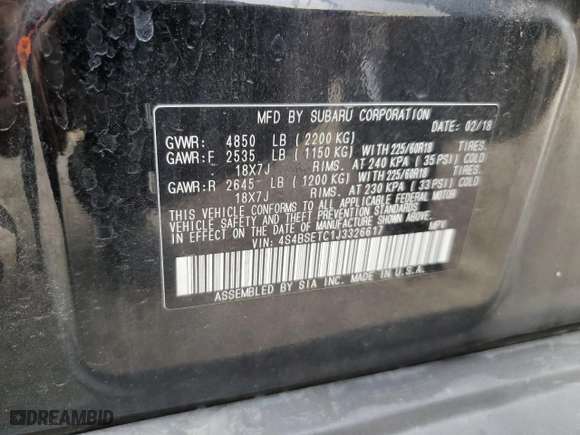 MFD BY SUBARU CORPORATION
DATE: 02/18
GVWR: 4850 LB ( 2200 KG)
GAWR:F 2535 LB ( 1150 KG) WITH 225/60R18 TIRES.
18X7J RIMS. AT 240 KPA ( 35 PSI) COLD
GAWR:R 2645 LB ( 1200 KG) WITH 225/60R18 TIRES.
18X7J RIMS. AT 230 KPA ( 33 PSI) COLD
THIS VEHICLE CONFORMS TO ALL APPLICABLE FEDERAL MOTOR
VEHICLE SAFETY, BUMPER, AND THEFT PREVENTION STANDARDS
IN EFFECT ON THE DATE OF MANUFACTURE SHOWN ABOVE.
VIN: 4S4BSETC1J3326617 MPV
ASSEMBLED BY SIA INC. MADE IN U.S.A.
© DREAMBID